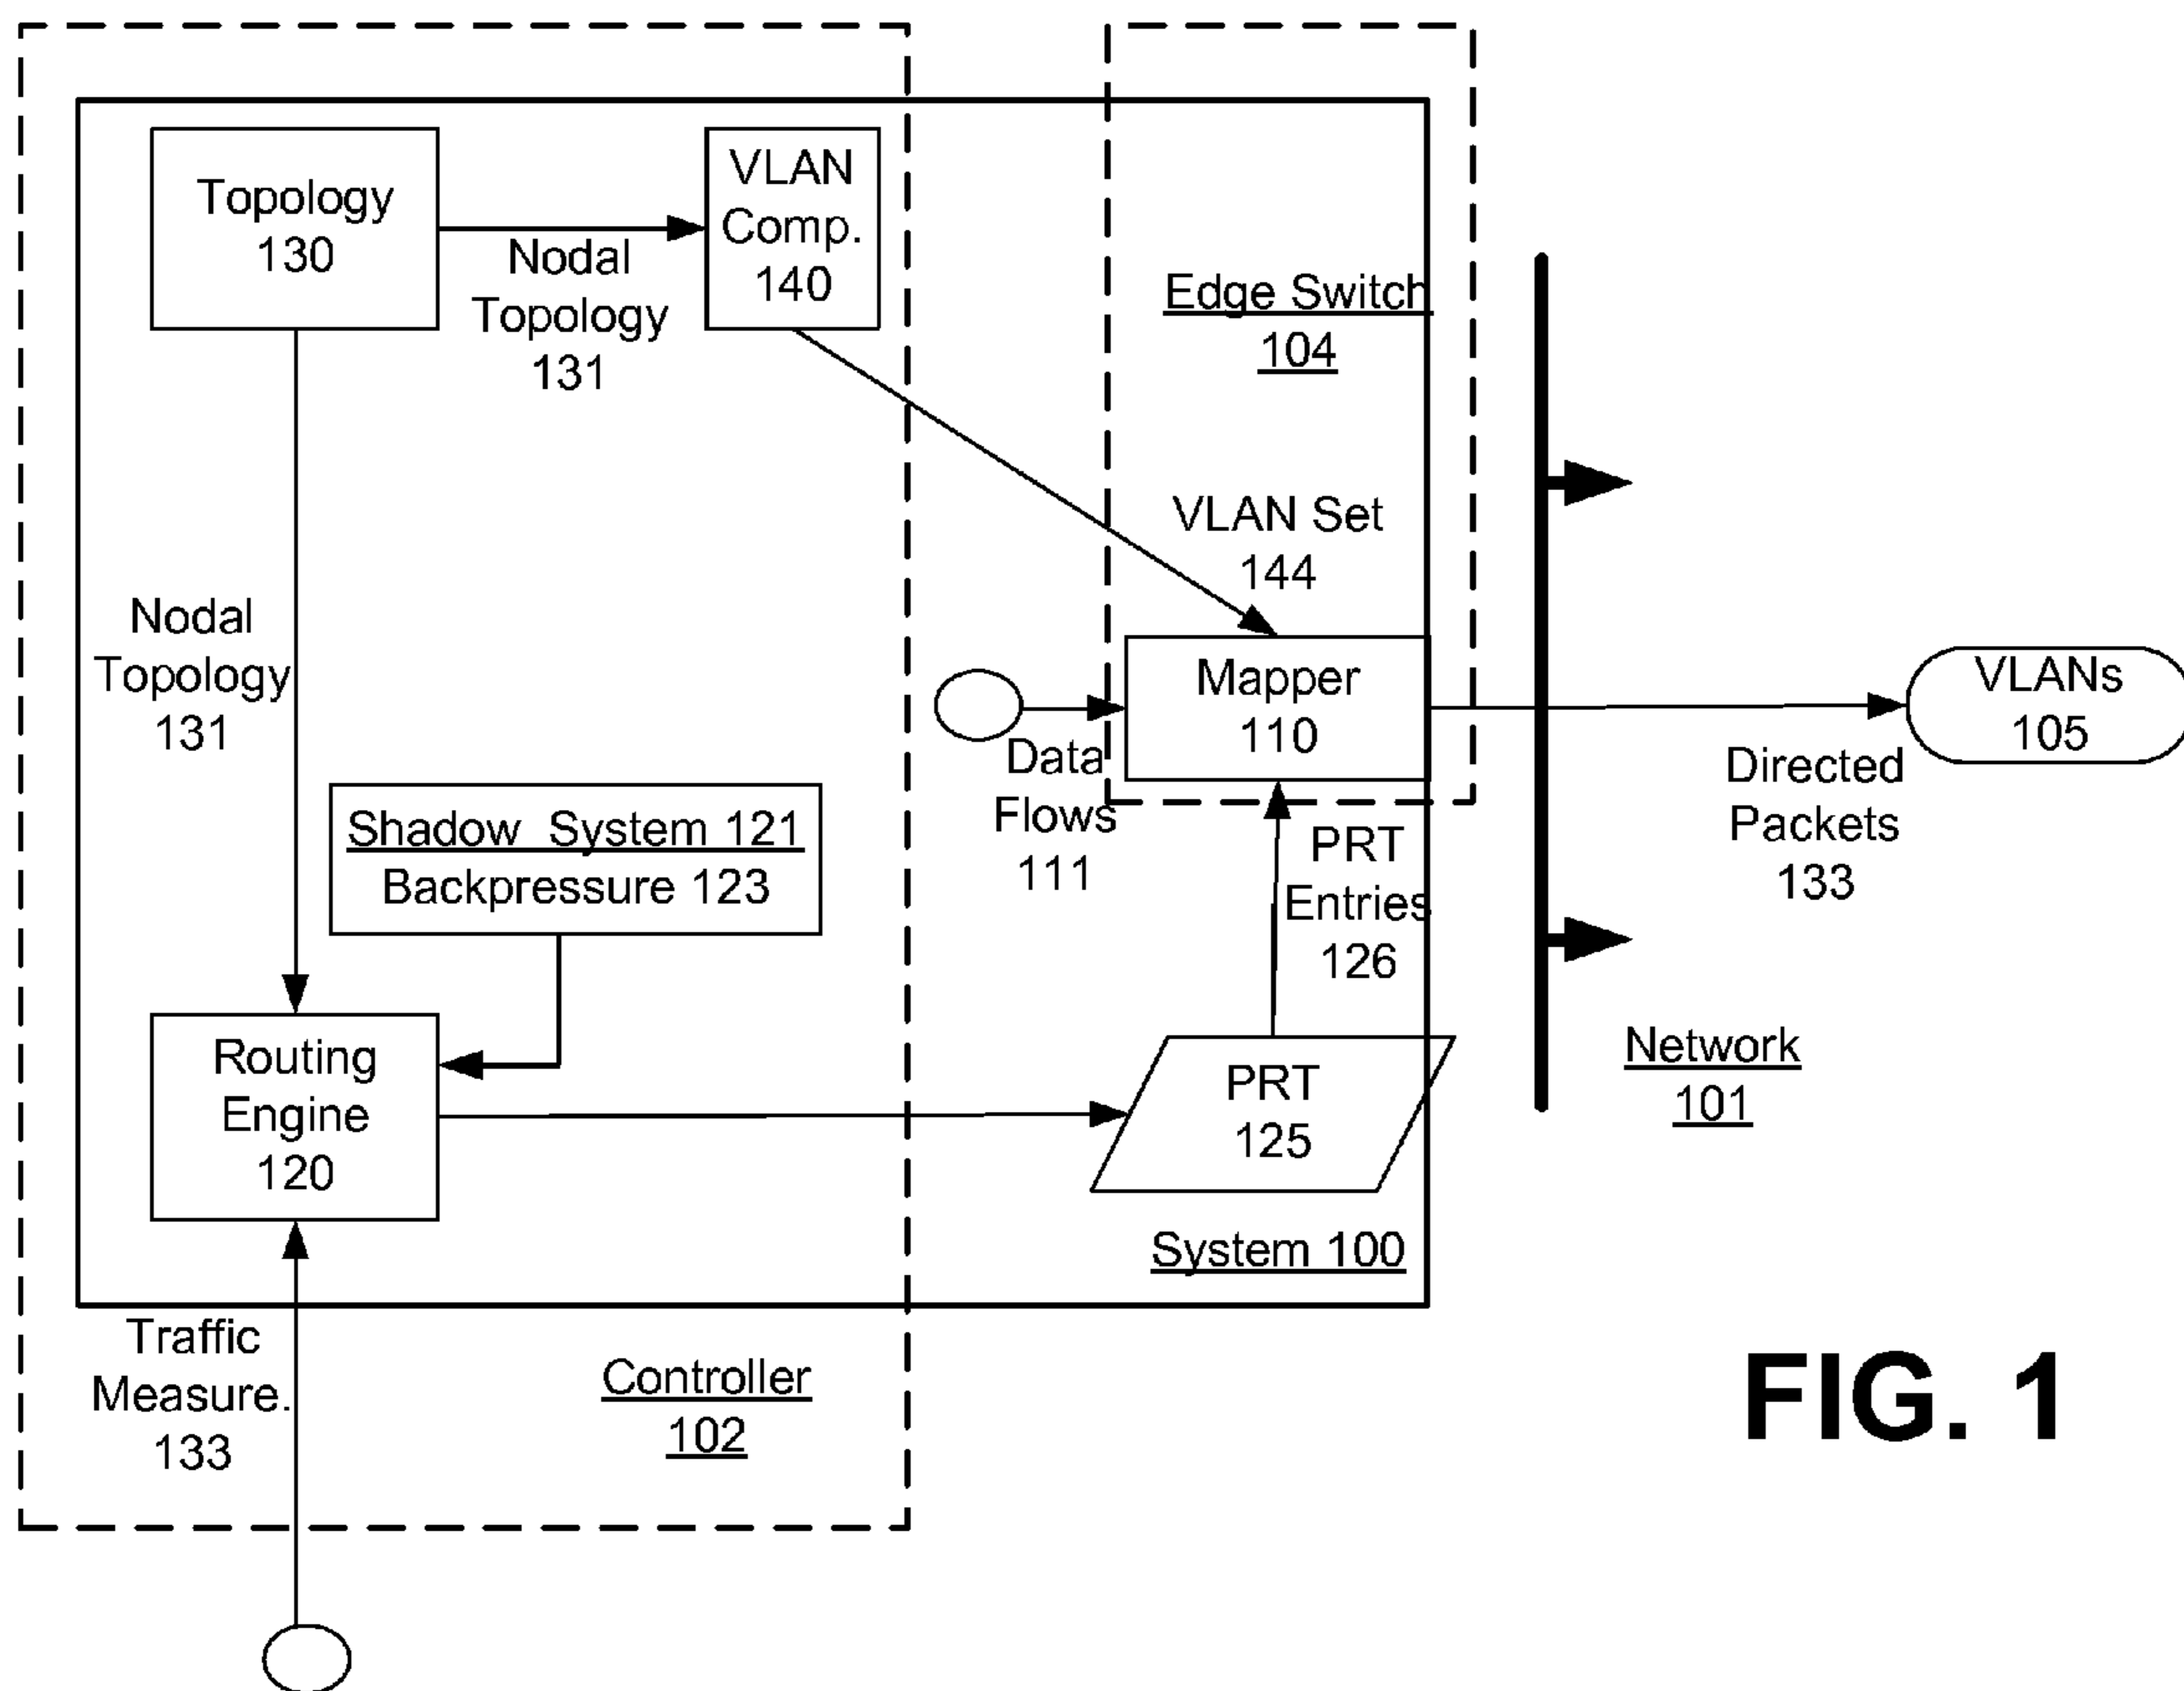 Topology
130
Nodal
Topology
131
VLAN
Comp.
140
Edge Switch
104
VLAN Set
144
Nodal
Topology
131
Mapper
110
Data
Flows
111
VLANs
105
Directed
Packets
133
Shadow System 121
Backpressure 123
PRT
Entries
126
Routing
Engine
120
PRT
125
Network
101
System 100
Traffic
Measure.
133
Controller
102
FIG. 1